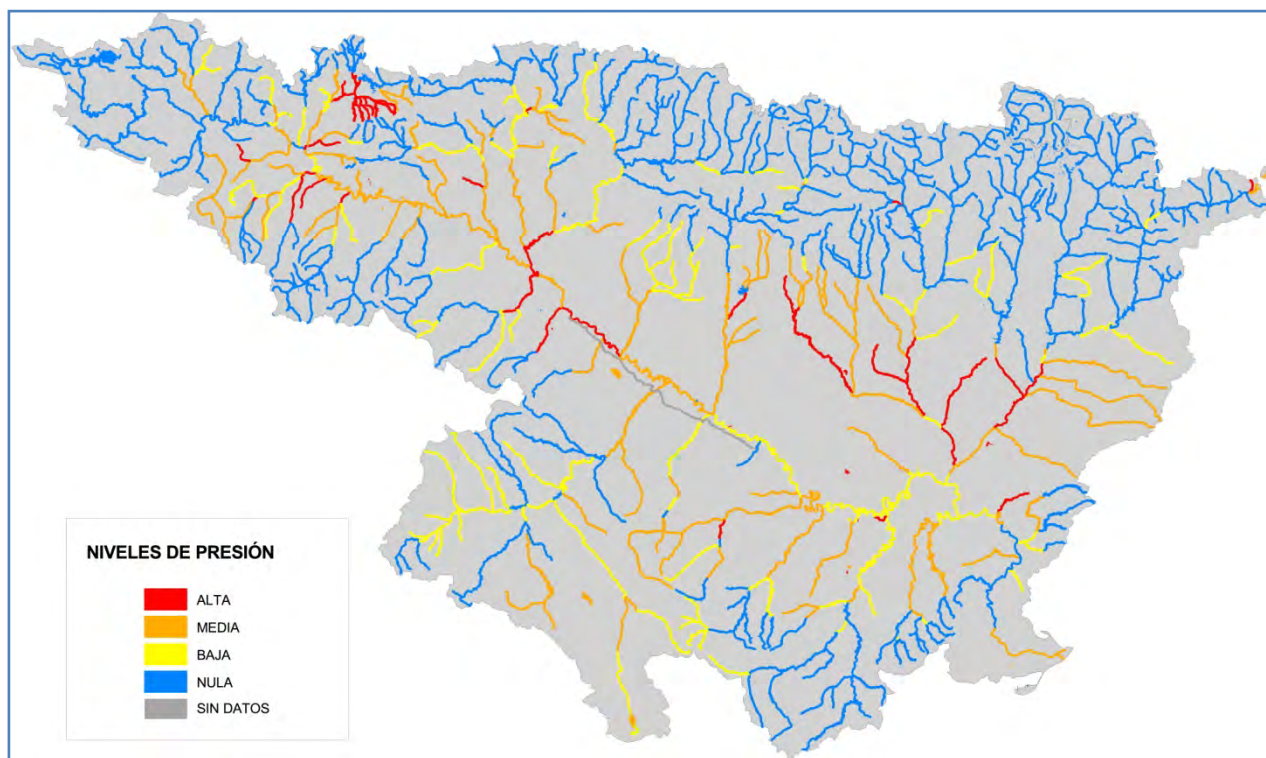 NIVELES DE PRESIÓN
ALTA
MEDIA
BAJA
NULA
SIN DATOS